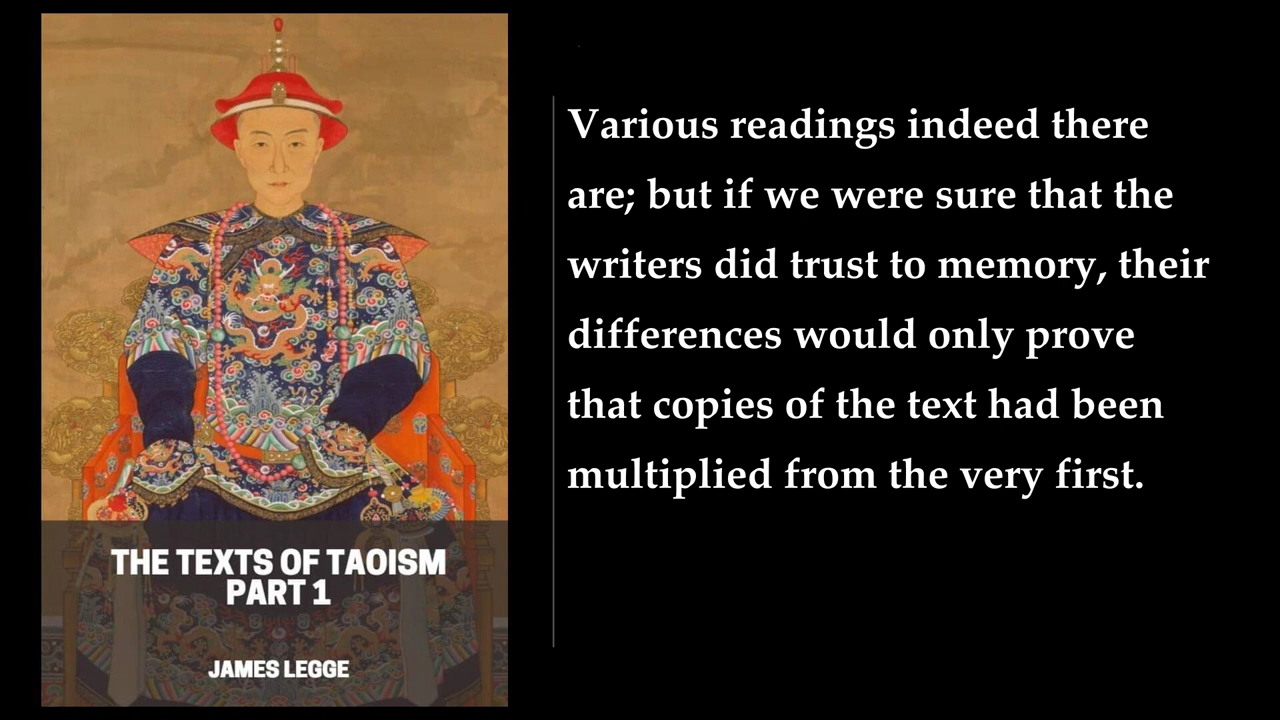 THE TEXTS OF TAOISM
PART 1
JAMES LEGGE
Various readings indeed there
are; but if we were sure that the
writers did trust to memory, their
differences would only prove
that copies of the text had been
multiplied from the very first.